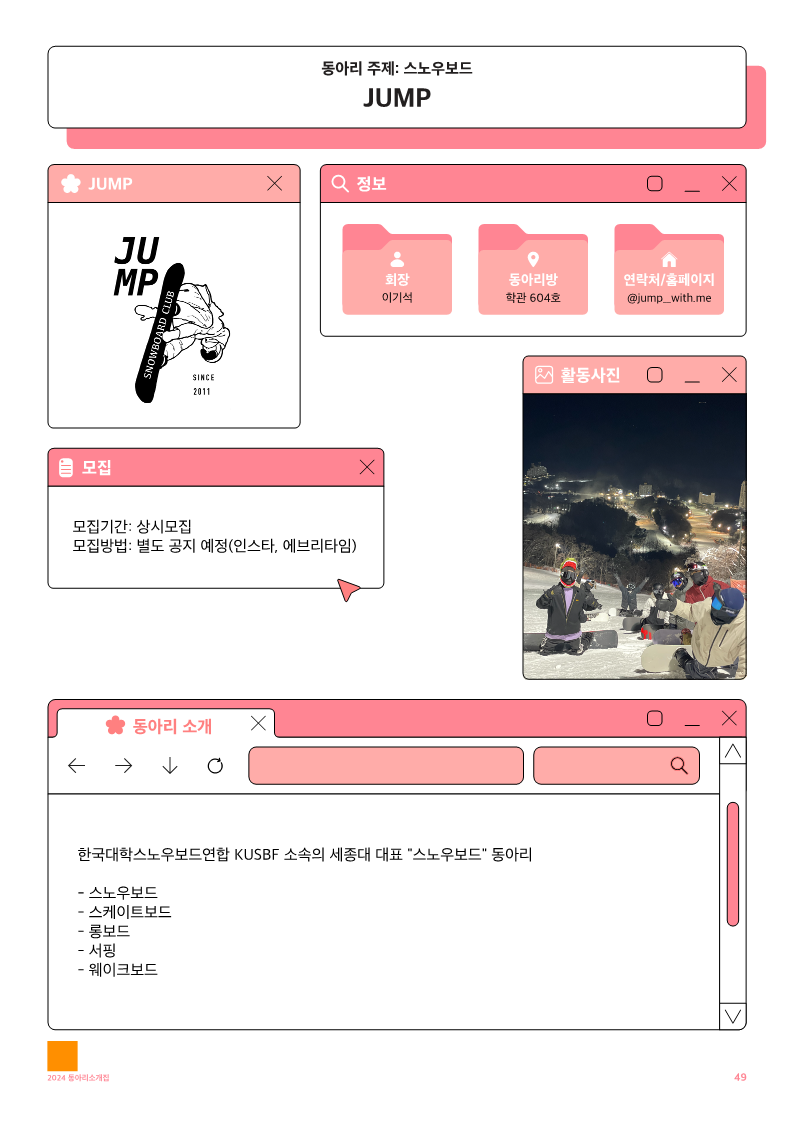 동아리 주제: 스노우보드
JUMP
JUMP
JU
MP
SNOWBOARD CLUB
SINCE
2011
정보
회장
이기석
동아리방
학관 604호
연락처/홈페이지
@jump_with.me
활동사진
모집
모집기간: 상시모집
모집방법: 별도 공지 예정(인스타, 에브리타임)
동아리 소개
한국대학스노우보드연합 KUSBF 소속의 세종대 대표 "스노우보드" 동아리
- 스노우보드
- 스케이트보드
- 롱보드
- 서핑
- 웨이크보드
2024 동아리소개집
49